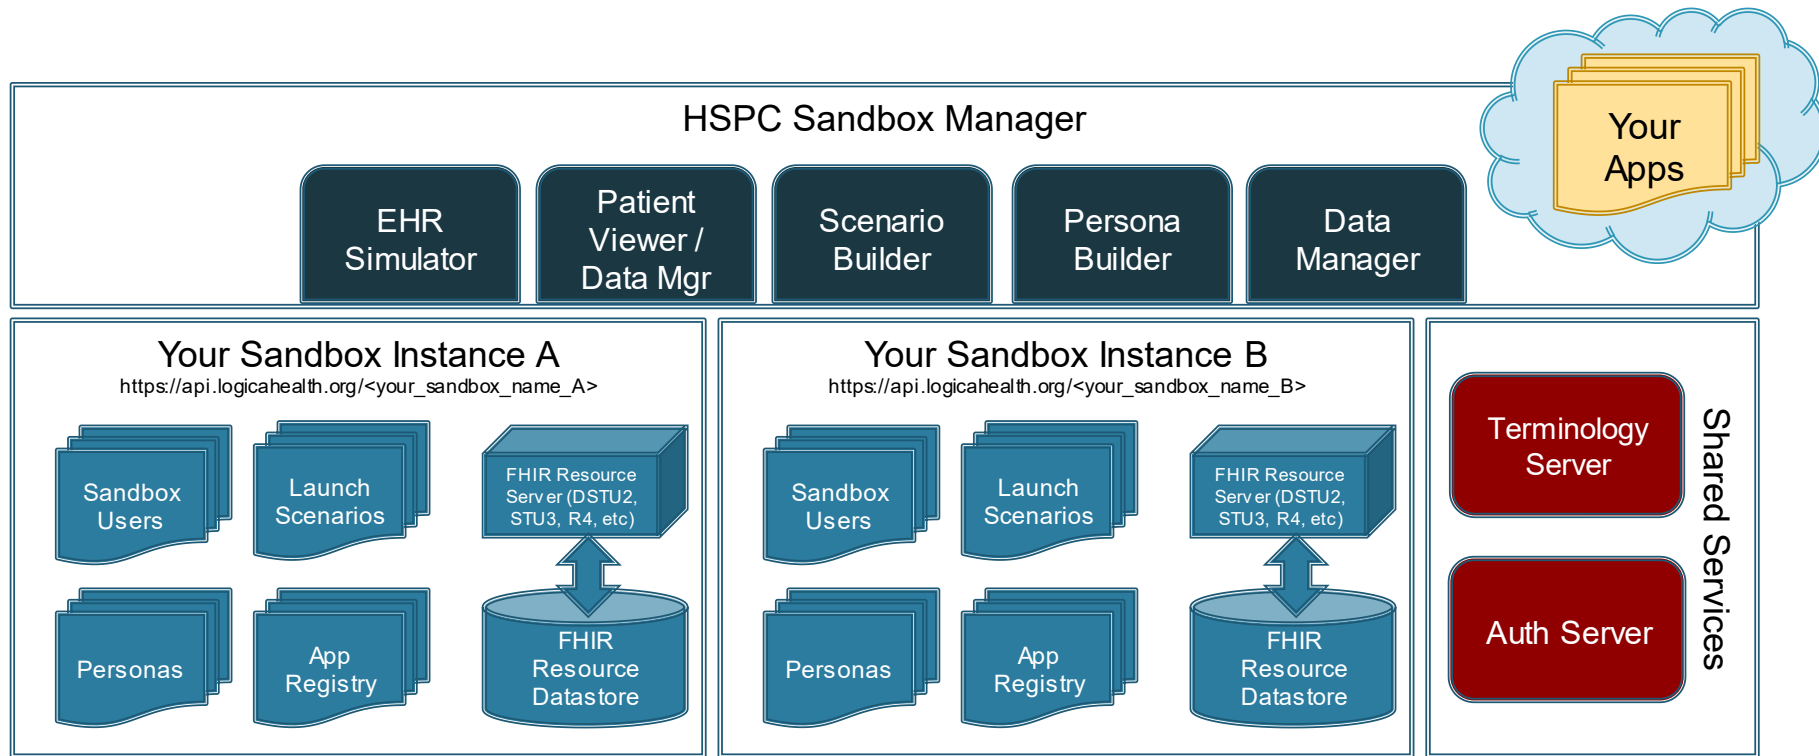 HSPC Sandbox Manager
Your
Apps
EHR
Simulator
Patient
Viewer /
Data Mgr
Scenario
Builder
Persona
Builder
Data
Manager
Your Sandbox Instance A
https://api.logicahealth.org/<your_sandbox_name_A>
Sandbox
Users
Launch
Scenarios
FHIR Resource
Server (DSTU2,
STU3, R4, etc)
Personas
App
Registry
FHIR
Resource
Datastore
Your Sandbox Instance B
https://api.logicahealth.org/<your_sandbox_name_B>
Sandbox
Users
Launch
Scenarios
FHIR Resource
Server (DSTU2,
STU3, R4, etc)
Personas
App
Registry
FHIR
Resource
Datastore
Terminology
Server
Auth Server
Shared Services